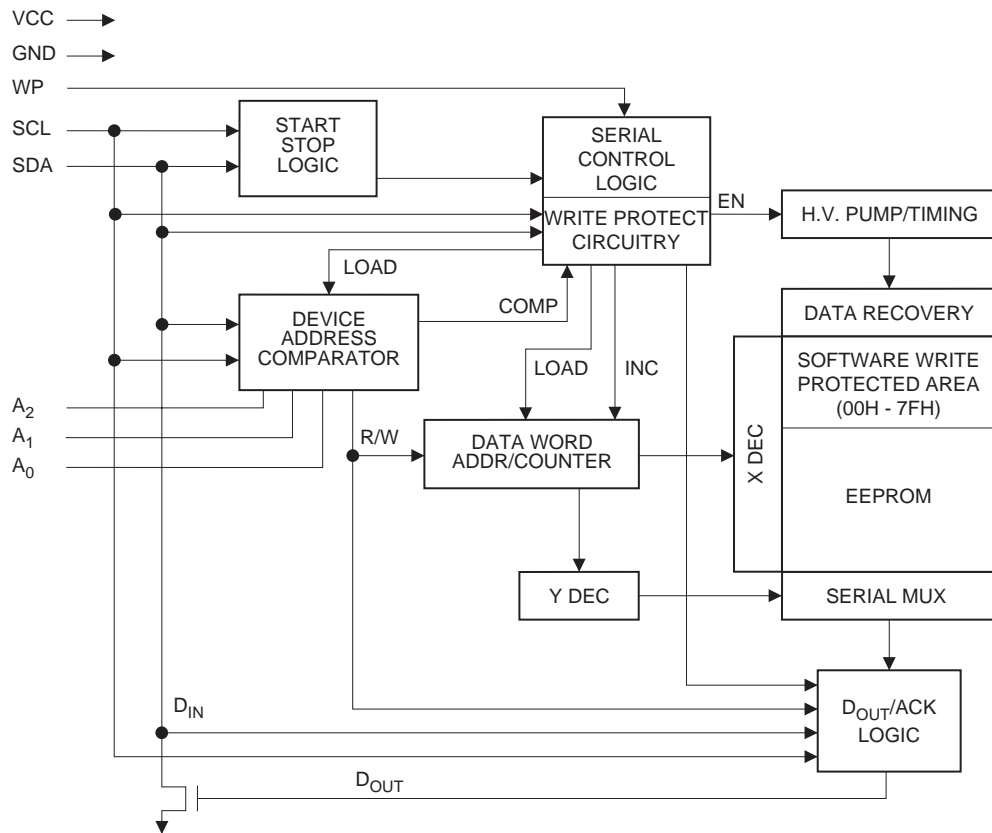 VCC
GND
WP
SCL
SDA
START
STOP
LOGIC
SERIAL
CONTROL
LOGIC
WRITE PROTECT
CIRCUITRY
EN
H.V. PUMP/TIMING
LOAD
COMP
DEVICE
ADDRESS
COMPARATOR
DATA RECOVERY
LOAD
INC
SOFTWARE WRITE
PROTECTED AREA
(00H - 7FH)
A2
A1
A0
R/W
DATA WORD
ADDR/COUNTER
X DEC
EEPROM
Y DEC
SERIAL MUX
DIN
DOUT/ACK
LOGIC
DOUT